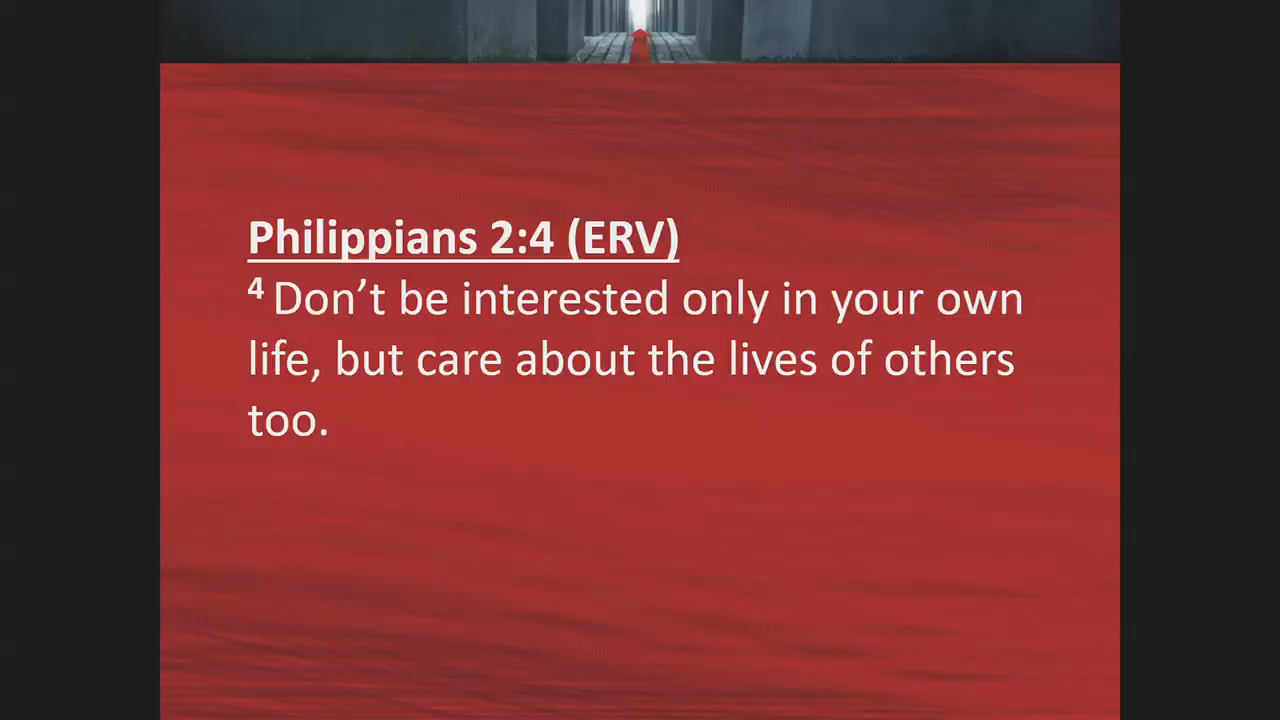 Philippians 2:4 (ERV)
4 Don’t be interested only in your own
life, but care about the lives of others
too.